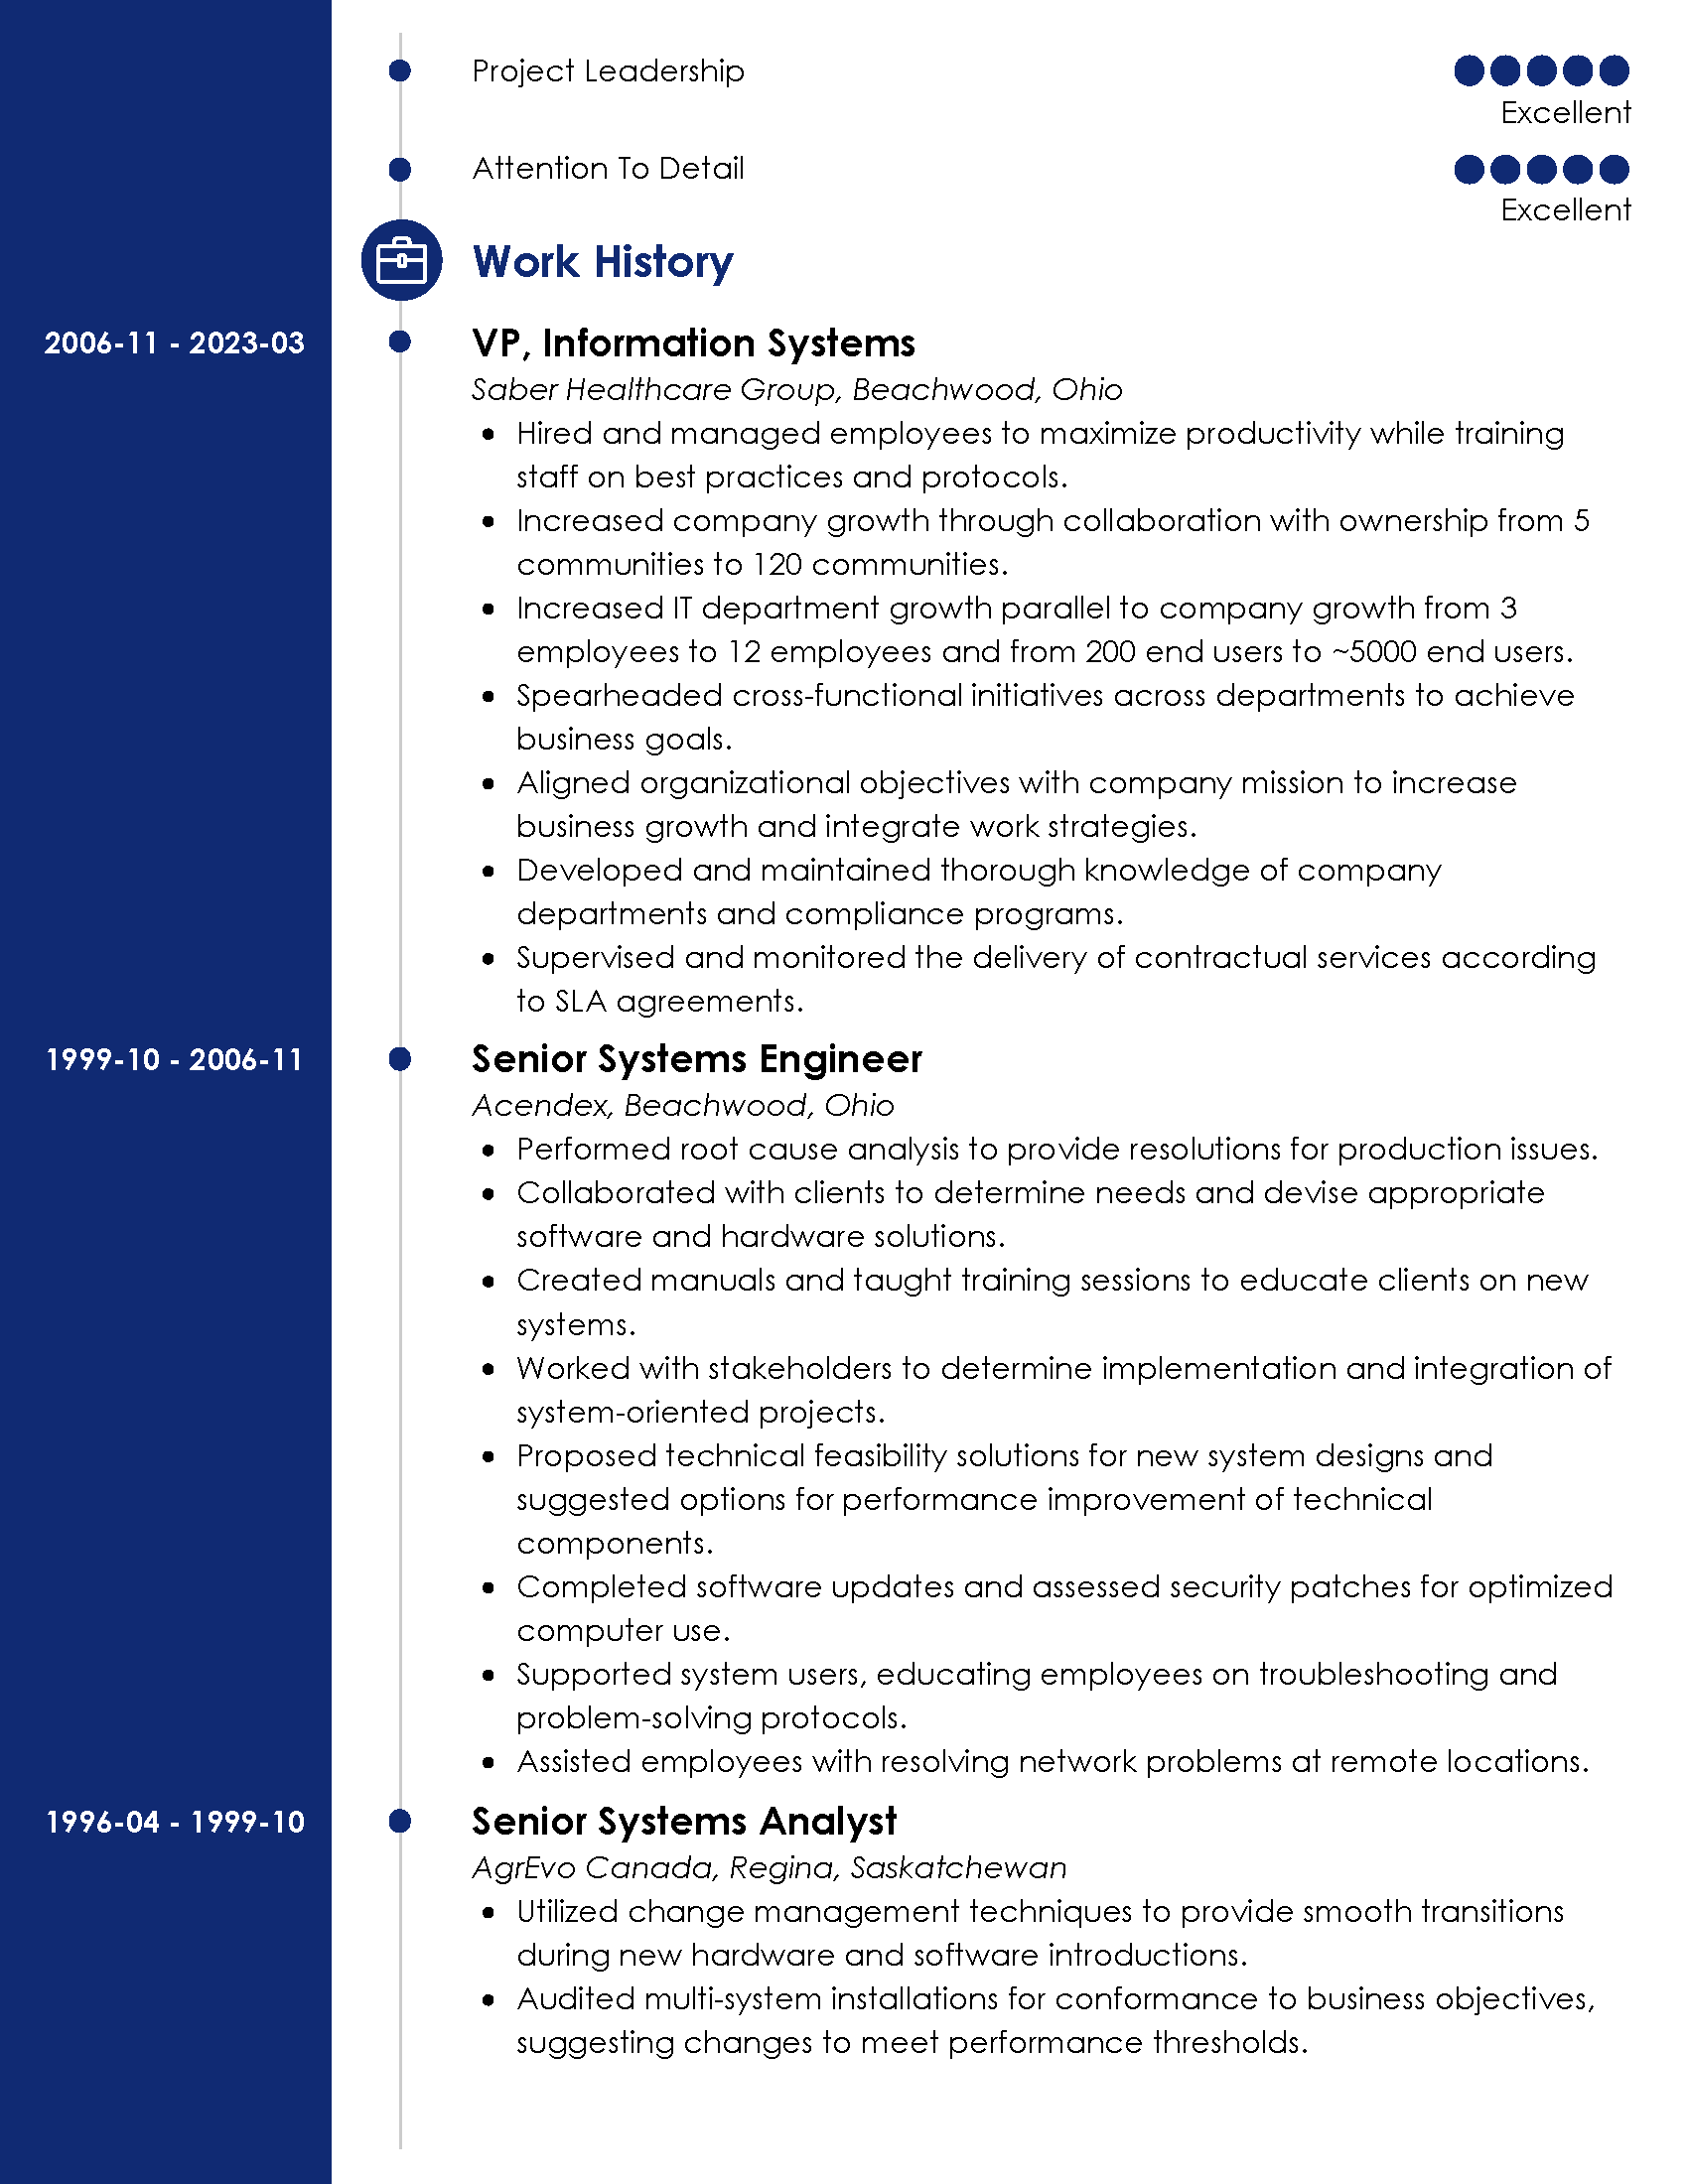 Project Leadership
Excellent
Attention To Detail
Excellent
Work History
2006-11 - 2023-03
VP, Information Systems
Saber Healthcare Group, Beachwood, Ohio
• Hired and managed employees to maximize productivity while training
staff on best practices and protocols.
• Increased company growth through collaboration with ownership from 5
communities to 120 communities.
• Increased IT department growth parallel to company growth from 3
employees to 12 employees and from 200 end users to ~5000 end users.
• Spearheaded cross-functional initiatives across departments to achieve
business goals.
• Aligned organizational objectives with company mission to increase
business growth and integrate work strategies.
• Developed and maintained thorough knowledge of company
departments and compliance programs.
• Supervised and monitored the delivery of contractual services according
to SLA agreements.
1999-10 - 2006-11
Senior Systems Engineer
Acendex, Beachwood, Ohio
• Performed root cause analysis to provide resolutions for production issues.
• Collaborated with clients to determine needs and devise appropriate
software and hardware solutions.
• Created manuals and taught training sessions to educate clients on new
systems.
• Worked with stakeholders to determine implementation and integration of
system-oriented projects.
• Proposed technical feasibility solutions for new system designs and
suggested options for performance improvement of technical
components.
• Completed software updates and assessed security patches for optimized
computer use.
• Supported system users, educating employees on troubleshooting and
problem-solving protocols.
• Assisted employees with resolving network problems at remote locations.
1996-04 - 1999-10
Senior Systems Analyst
AgrEvo Canada, Regina, Saskatchewan
• Utilized change management techniques to provide smooth transitions
during new hardware and software introductions.
• Audited multi-system installations for conformance to business objectives,
suggesting changes to meet performance thresholds.